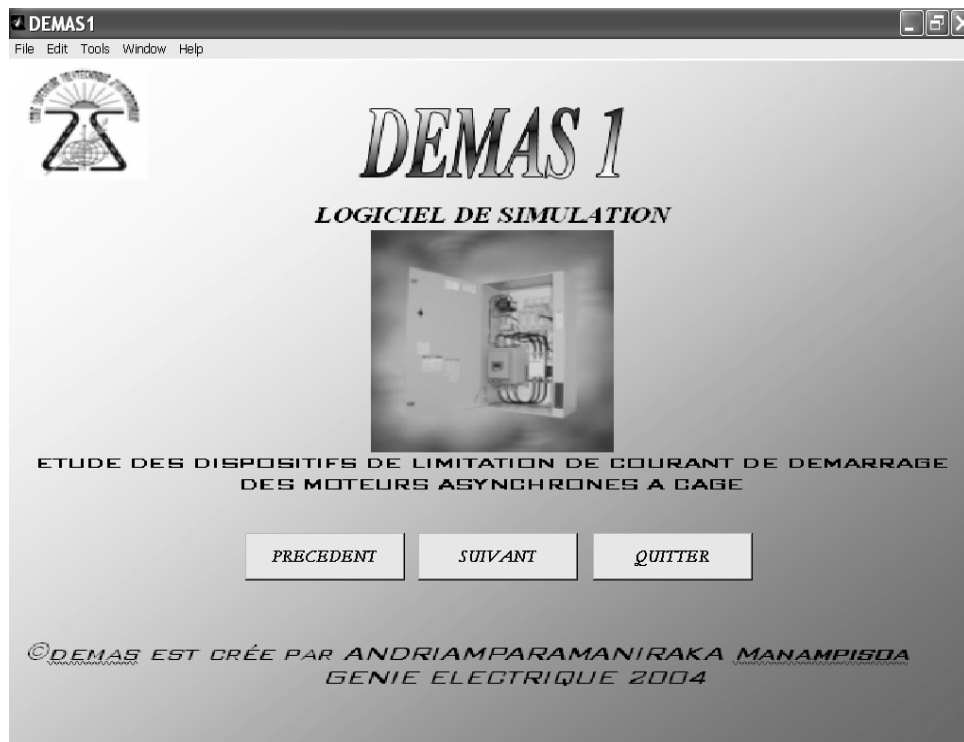 DEMAS1
File Edit Tools Window Help
DEMAS 1
LOGICIEL DE SIMULATION
ETUDE DES DISPOSITIFS DE LIMITATION DE COURANT DE DEMARRAGE
DES MOTEURS ASYNCHRONES A CAGE
PRECEDENT SUIVANT QUITTER
©DEMAS EST CRÉE PAR ANDRIAMPARAMANIRAKA MANAMPISOA
GENIE ELECTRIQUE 2004